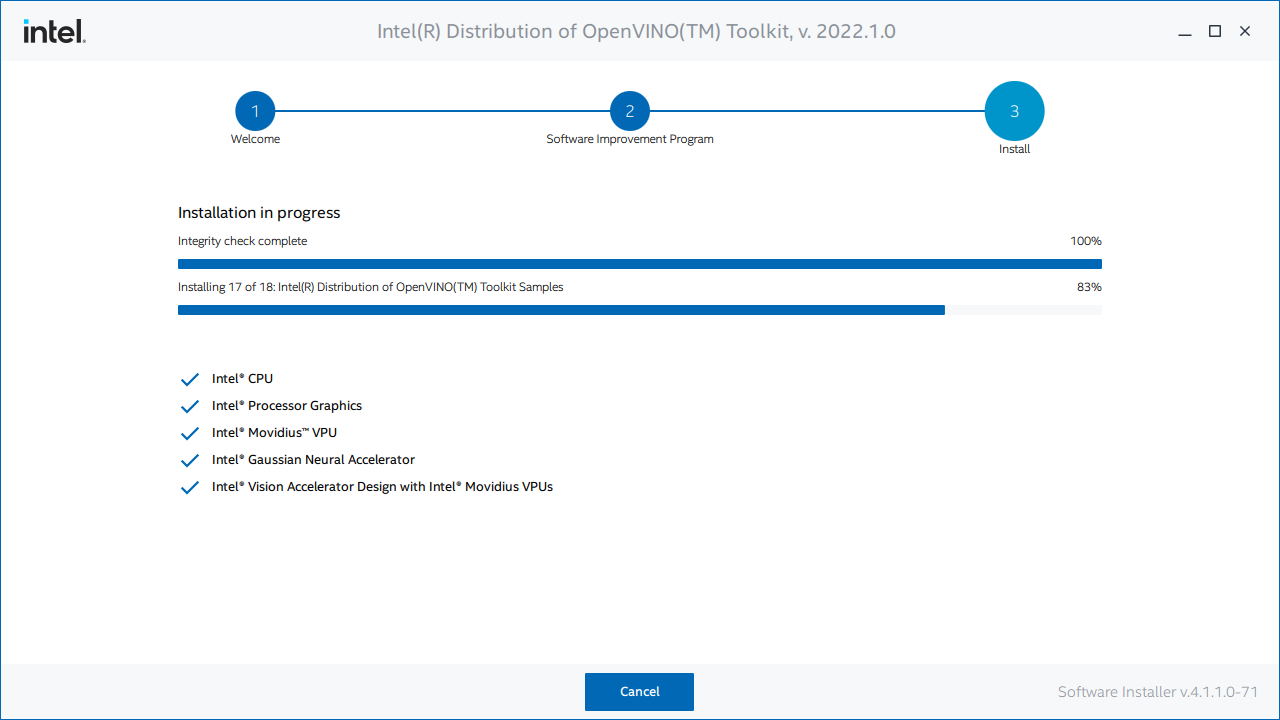 intel.
Intel(R) Distribution of OpenVINO(TM) Toolkit, v. 2022.1.0
1
2
3
Welcome
Software Improvement Program
Install
Installation in progress
Integrity check complete 100%
Installing 17 of 18: Intel(R) Distribution of OpenVINO(TM) Toolkit Samples 83%
Intel® CPU
Intel® Processor Graphics
Intel® Movidius™ VPU
Intel® Gaussian Neural Accelerator
Intel® Vision Accelerator Design with Intel® Movidius VPUs
Cancel
Software Installer v.4.1.1.0-71